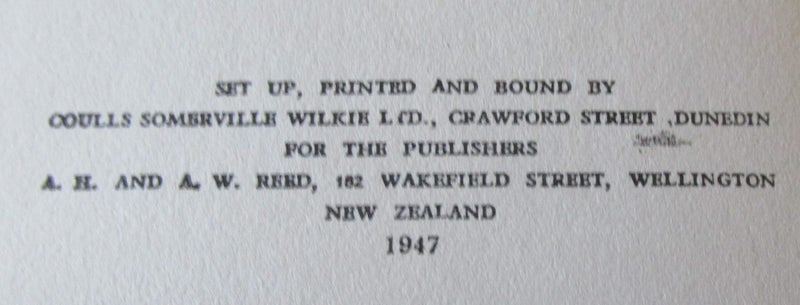 SET UP, PRINTED AND BOUND BY
COULLS SOMERVILLE WILKIE LTD., CRAWFORD STREET ,DUNEDIN
FOR THE PUBLISHERS
A. H. AND A. W. REED, 182 WAKEFIELD STREET, WELLINGTON
NEW ZEALAND
1947